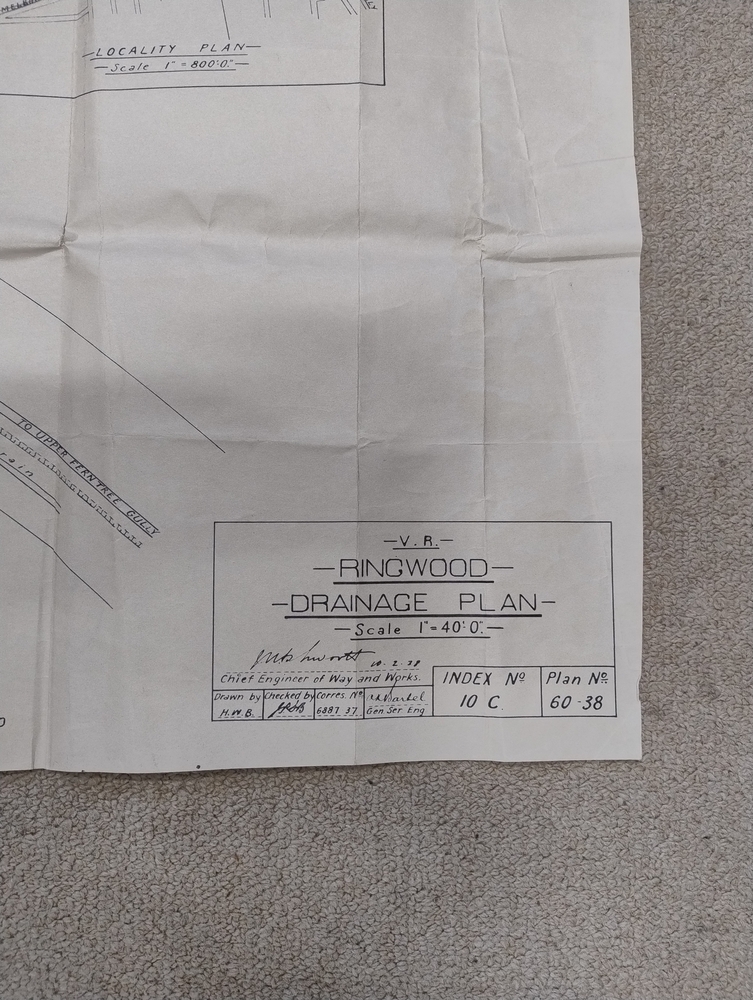 LOCALITY PLAN
Scale 1" = 800'·0."
TO UPPER FERNTREE GULLY
V. R.
RINGWOOD
DRAINAGE PLAN
Scale 1" = 40'·0."
Chief Engineer of Way and Works.
INDEX Nº
10 C.
Plan Nº
60-38
Drawn by
H.W.B.
Checked by
Corres. Nº
6887 37
Gen Ser Eng